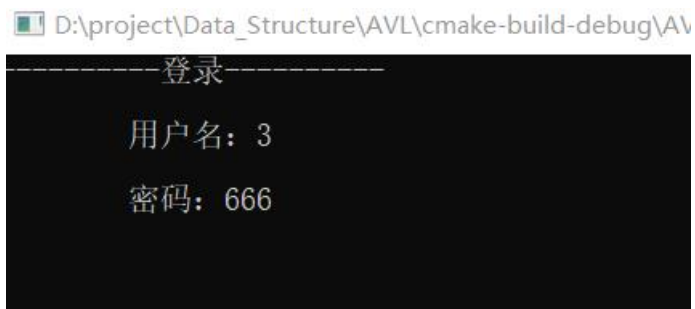 D:\project\Data_Structure\AVL\cmake-build-debug\AV
----------登录----------
用户名：3
密码：666